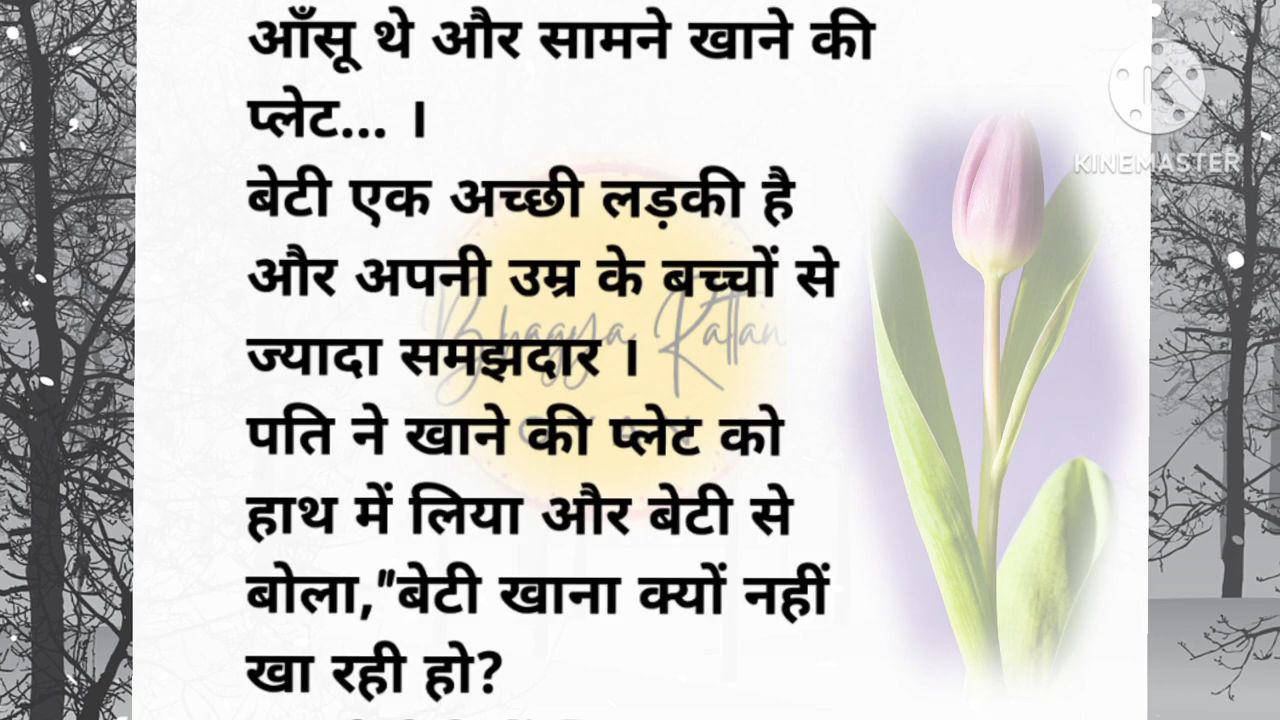 आँसू थे और सामने खाने की
प्लेट... ।
बेटी एक अच्छी लड़की है
और अपनी उम्र के बच्चों से
ज्यादा समझदार ।
पति ने खाने की प्लेट को
हाथ में लिया और बेटी से
बोला,"बेटी खाना क्यों नहीं
खा रही हो?
KINEMASTER